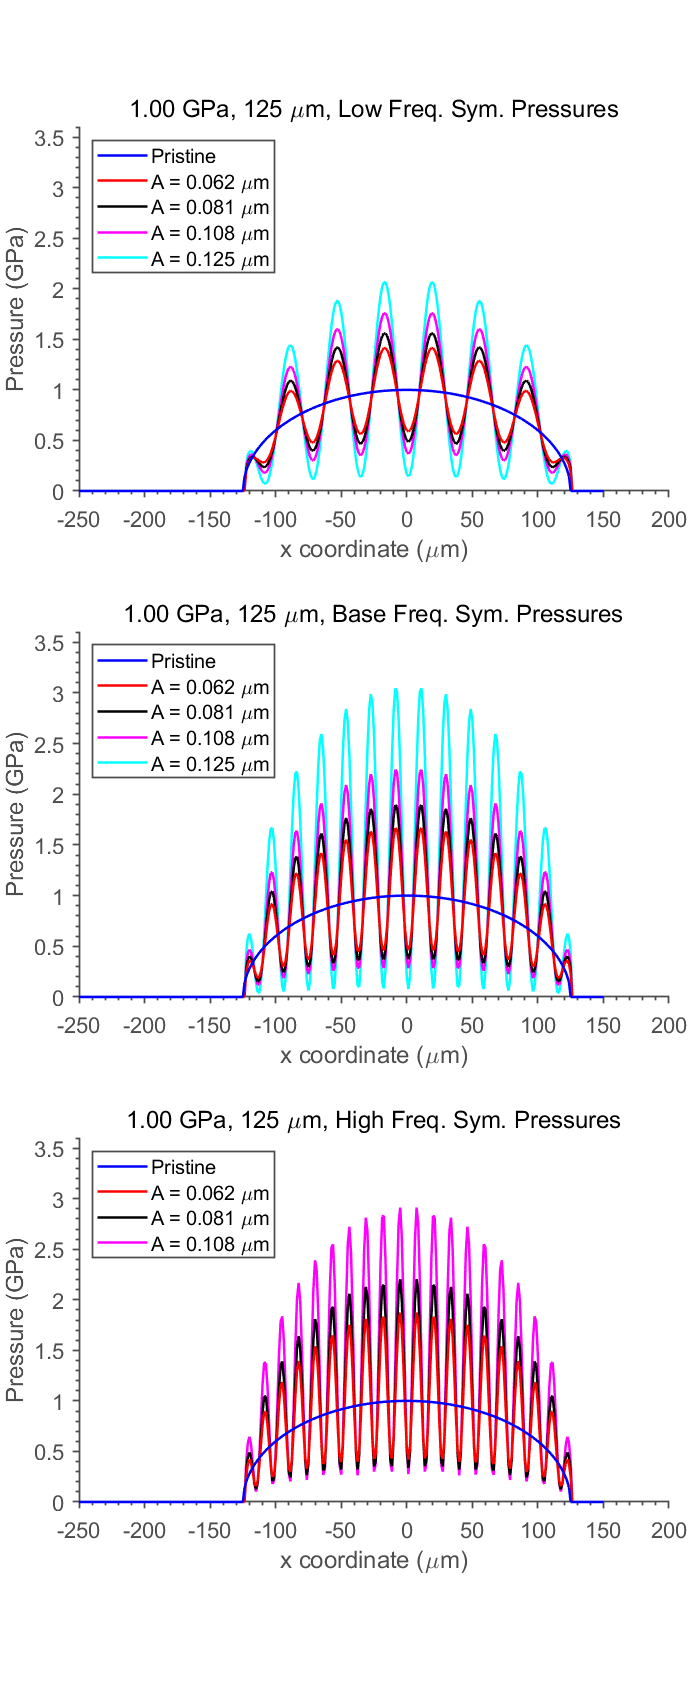 1.00 GPa, 125 μm, Low Freq. Sym. Pressures
Pristine
A = 0.062 μm
A = 0.081 μm
A = 0.108 μm
A = 0.125 μm
Pressure (GPa)
3.5
3
2.5
2
1.5
1
0.5
0
-250 -200 -150 -100 -50 0 50 100 150 200
x coordinate (μm)
1.00 GPa, 125 μm, Base Freq. Sym. Pressures
Pristine
A = 0.062 μm
A = 0.081 μm
A = 0.108 μm
A = 0.125 μm
Pressure (GPa)
3.5
3
2.5
2
1.5
1
0.5
0
-250 -200 -150 -100 -50 0 50 100 150 200
x coordinate (μm)
1.00 GPa, 125 μm, High Freq. Sym. Pressures
Pristine
A = 0.062 μm
A = 0.081 μm
A = 0.108 μm
Pressure (GPa)
3.5
3
2.5
2
1.5
1
0.5
0
-250 -200 -150 -100 -50 0 50 100 150 200
x coordinate (μm)